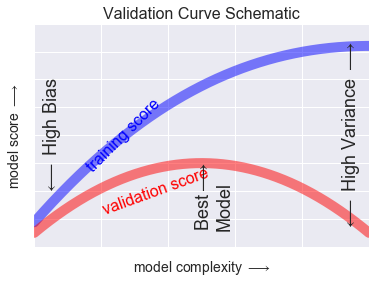 Validation Curve Schematic
model score ⟶
⟵ High Bias
training score
validation score
Best ⟶
Model
⟵ High Variance ⟶
model complexity ⟶